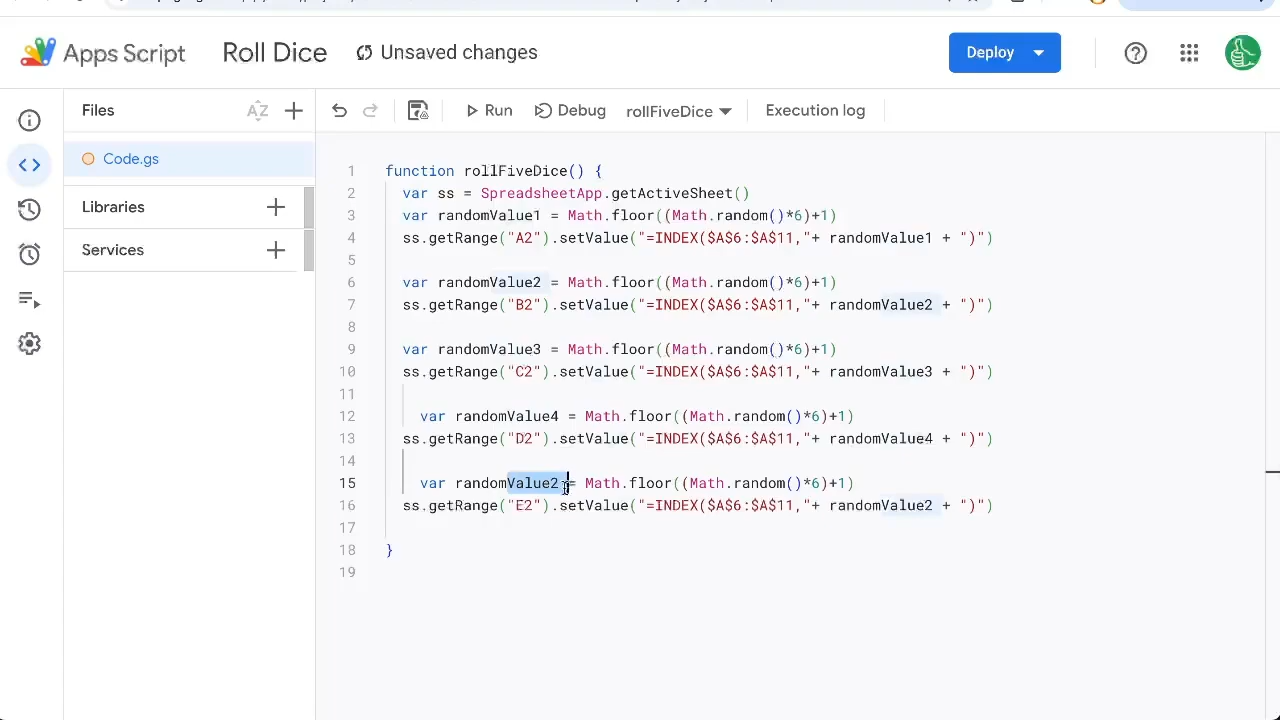 Apps Script
Roll Dice
Unsaved changes
Deploy
Files
AZ
Run
Debug
rollFiveDice
Execution log
Code.gs
Libraries
Services
1 function rollFiveDice() {
2 var ss = SpreadsheetApp.getActiveSheet()
3 var randomValue1 = Math.floor((Math.random()*6)+1)
4 ss.getRange("A2").setValue("=INDEX($A$6:$A$11,"+ randomValue1 + ")")
5
6 var randomValue2 = Math.floor((Math.random()*6)+1)
7 ss.getRange("B2").setValue("=INDEX($A$6:$A$11,"+ randomValue2 + ")")
8
9 var randomValue3 = Math.floor((Math.random()*6)+1)
10 ss.getRange("C2").setValue("=INDEX($A$6:$A$11,"+ randomValue3 + ")")
11
12 var randomValue4 = Math.floor((Math.random()*6)+1)
13 ss.getRange("D2").setValue("=INDEX($A$6:$A$11,"+ randomValue4 + ")")
14
15 var randomValue2 = Math.floor((Math.random()*6)+1)
16 ss.getRange("E2").setValue("=INDEX($A$6:$A$11,"+ randomValue2 + ")")
17
18 }
19